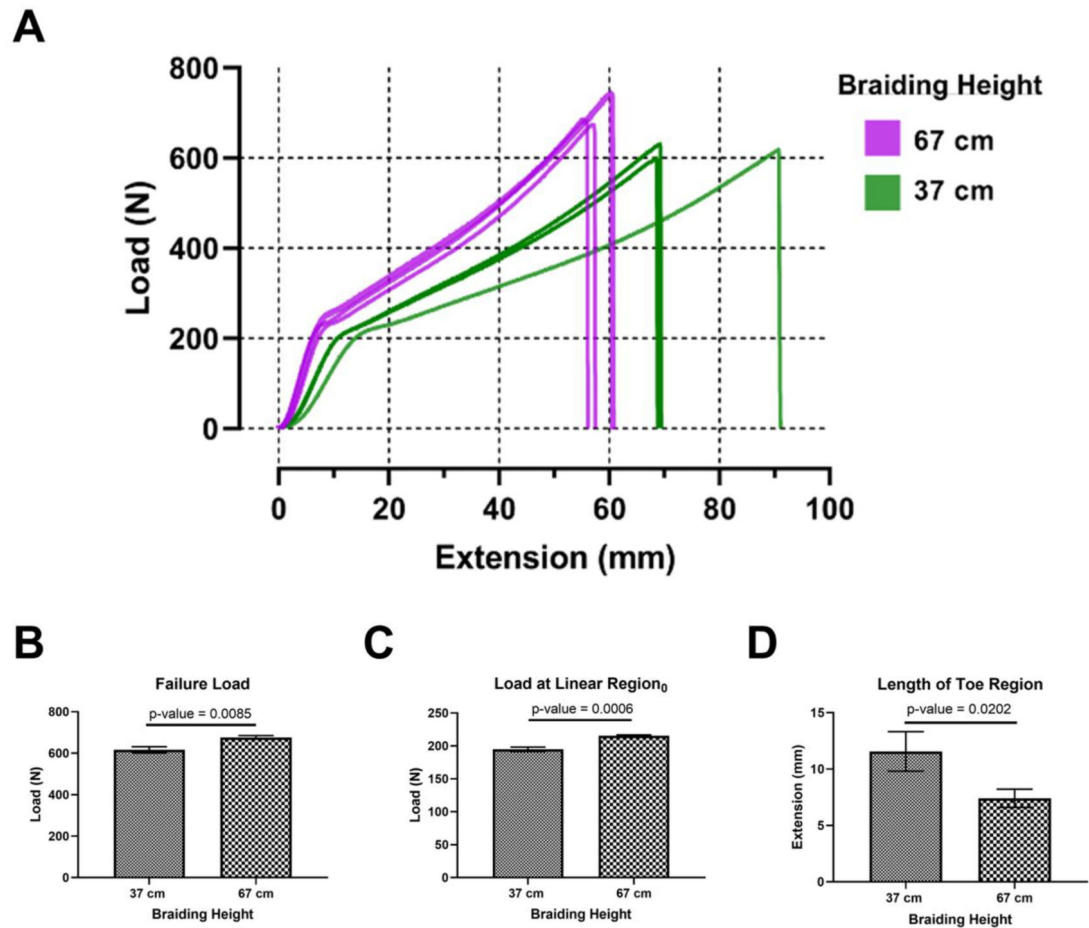 A
800
600
400
200
0
Load (N)
0 20 40 60 80 100
Extension (mm)
Braiding Height
67 cm
37 cm
B
Failure Load
p-value = 0.0085
800
600
400
200
0
Load (N)
37 cm 67 cm
Braiding Height
C
Load at Linear Region₀
p-value = 0.0006
250
200
150
100
50
0
Load (N)
37 cm 67 cm
Braiding Height
D
Length of Toe Region
p-value = 0.0202
15
10
5
0
Extension (mm)
37 cm 67 cm
Braiding Height